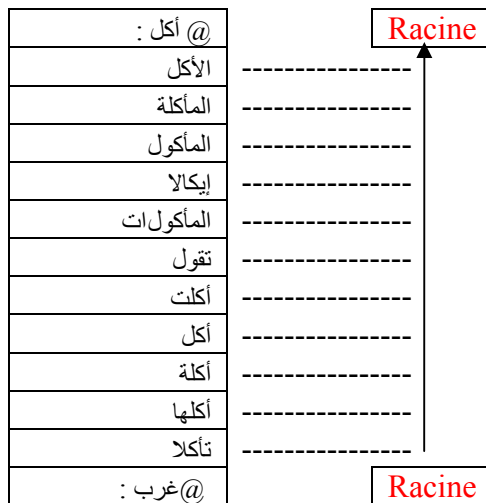 @ أكل : Racine
الأكل ----------------
المأكلة ----------------
المأكول ----------------
إيكالا ----------------
المأكولات ----------------
تقول ----------------
أكلت ----------------
أكل ----------------
أكلة ----------------
أكلها ----------------
تأكلا ----------------
@غرب : Racine